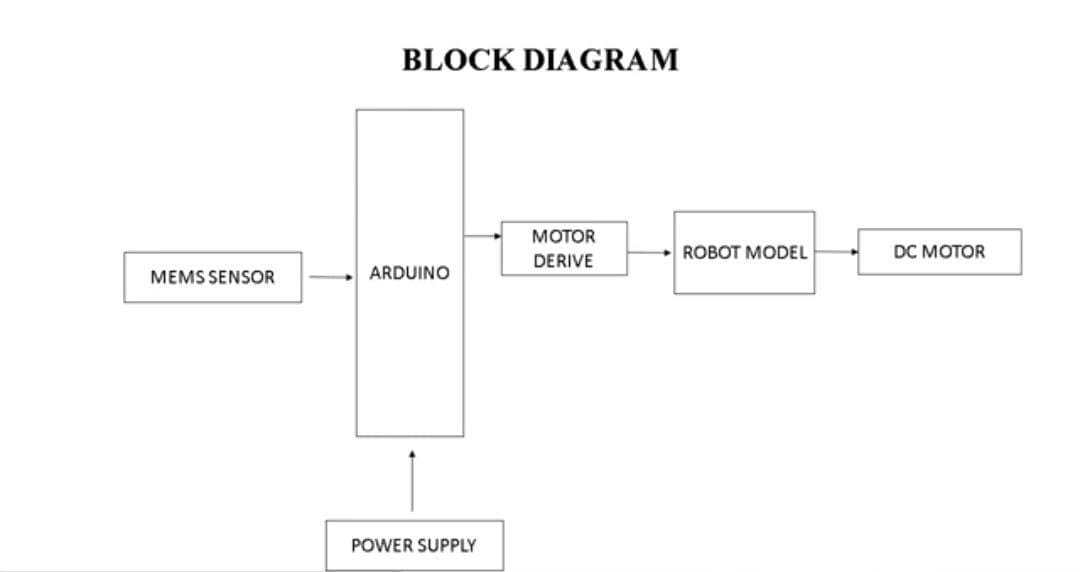 BLOCK DIAGRAM
MEMS SENSOR
ARDUINO
MOTOR
DERIVE
ROBOT MODEL
DC MOTOR
POWER SUPPLY